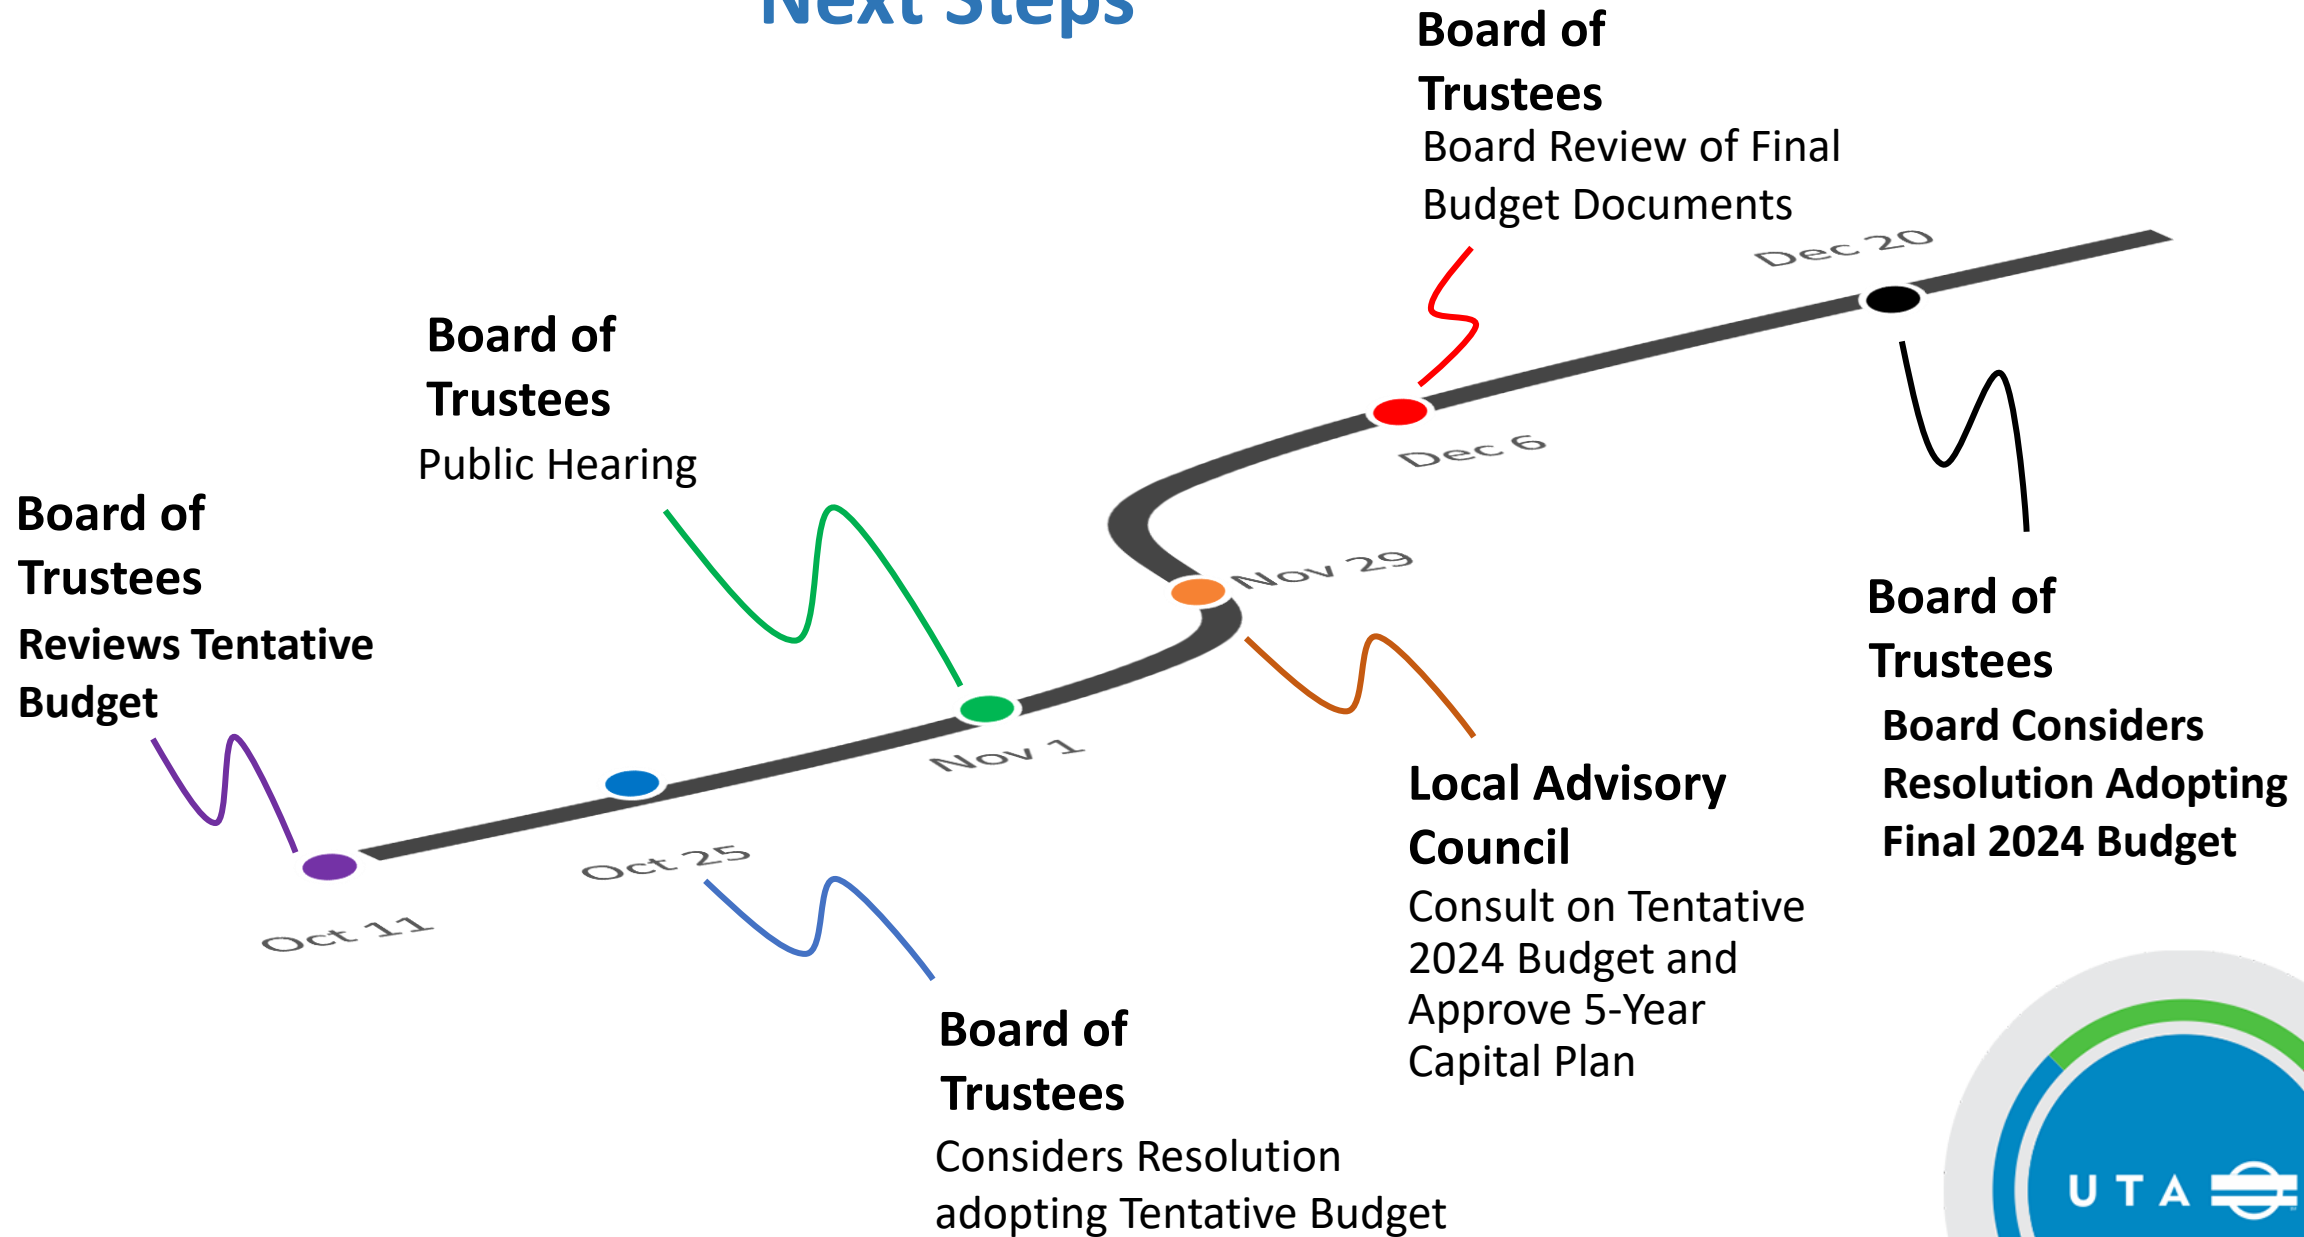 Next Steps
Board of
Trustees
Reviews Tentative
Budget
Oct 11
Oct 25
Board of
Trustees
Considers Resolution
adopting Tentative Budget
Board of
Trustees
Public Hearing
Nov 1
Nov 29
Local Advisory
Council
Consult on Tentative
2024 Budget and
Approve 5-Year
Capital Plan
Board of
Trustees
Board Review of Final
Budget Documents
Dec 6
Dec 20
Board of
Trustees
Board Considers
Resolution Adopting
Final 2024 Budget
UTA